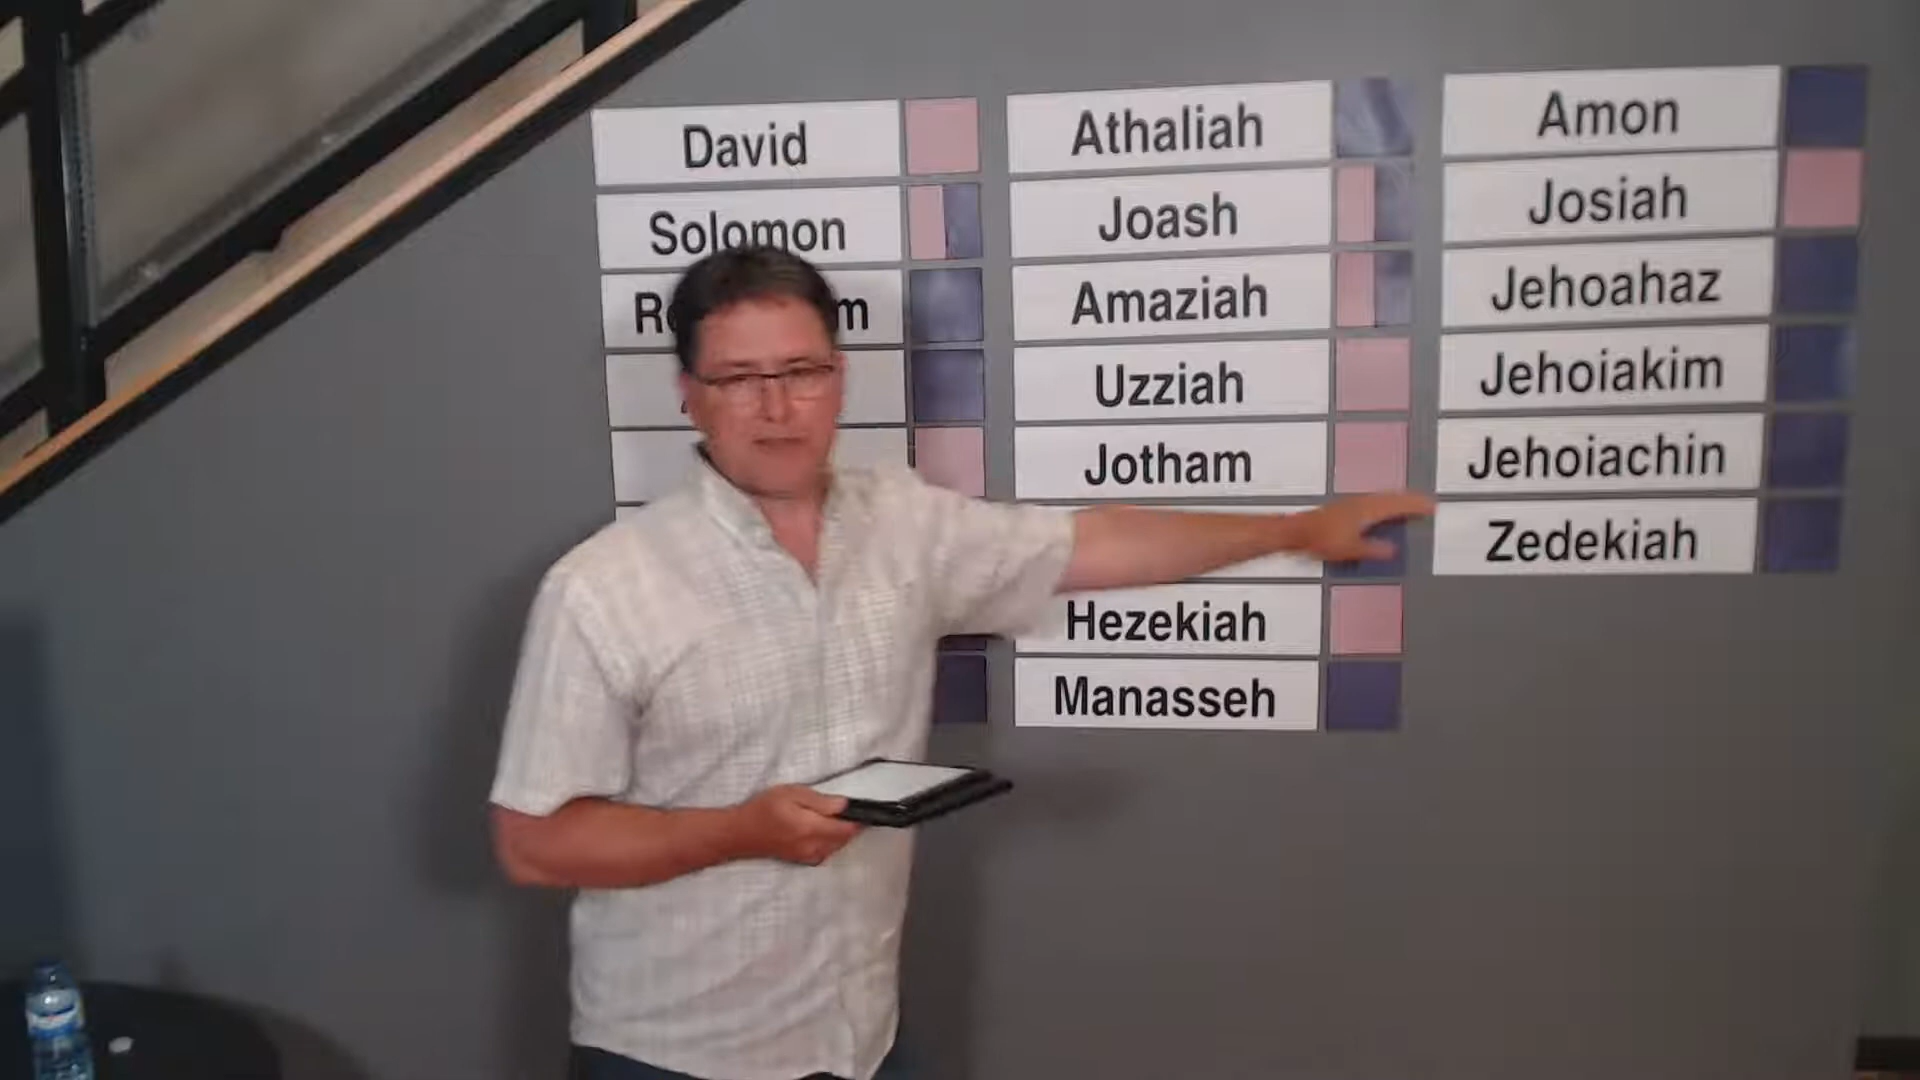 David
Solomon
Athaliah
Joash
Amaziah
Uzziah
Jotham
Hezekiah
Manasseh
Amon
Josiah
Jehoahaz
Jehoiakim
Jehoiachin
Zedekiah